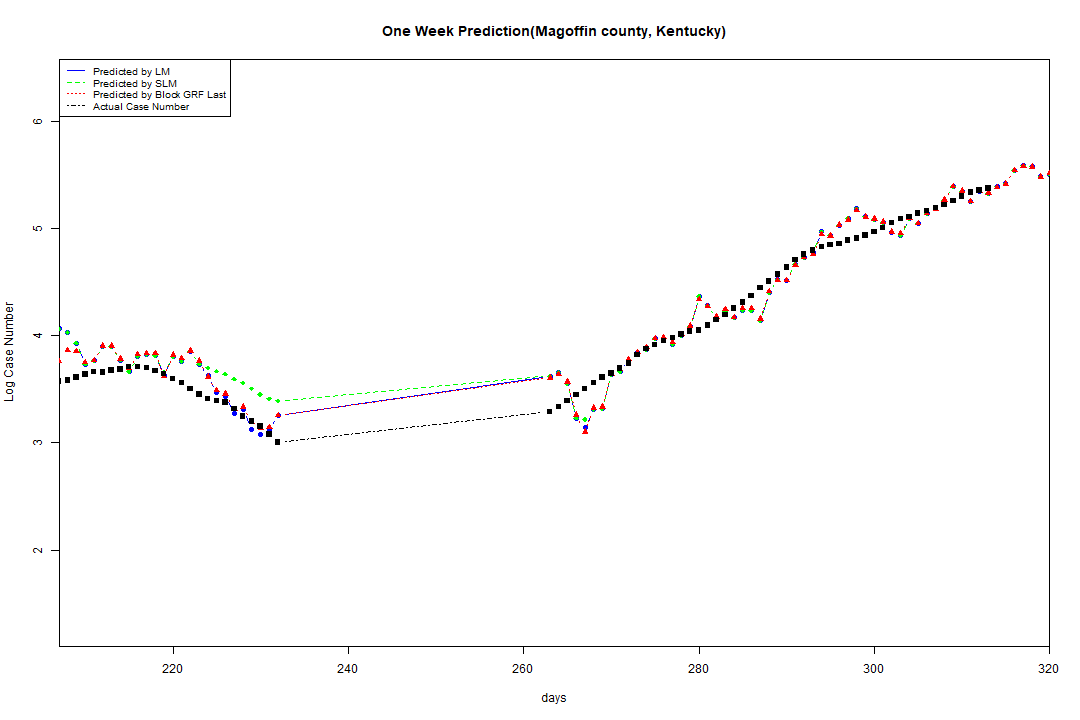 One Week Prediction(Magoffin county, Kentucky)
Predicted by LM
Predicted by SLM
Predicted by Block GRF Last
Actual Case Number
Log Case Number
6
5
4
3
2
220 240 260 280 300 320
days